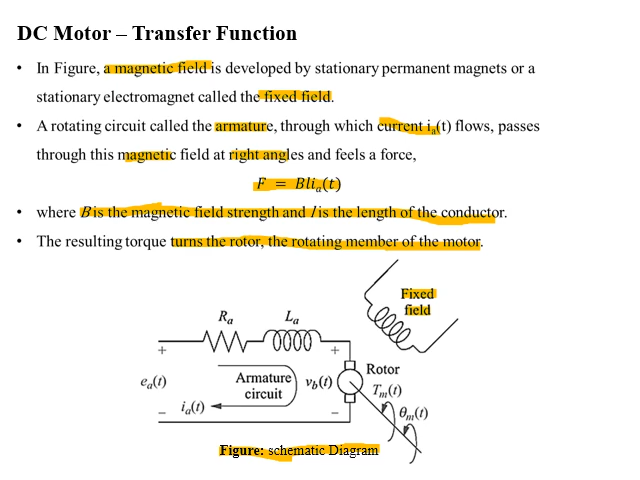 DC Motor – Transfer Function
• In Figure, a magnetic field is developed by stationary permanent magnets or a
stationary electromagnet called the fixed field.
• A rotating circuit called the armature, through which current iₐ(t) flows, passes
through this magnetic field at right angles and feels a force,
F = Bliₐ(t)
• where B is the magnetic field strength and l is the length of the conductor.
• The resulting torque turns the rotor, the rotating member of the motor.
Fixed
field
Rₐ Lₐ
+ +
Rotor
eₐ(t) Armature
circuit
v_b(t) T_m(t)
iₐ(t) θ_m(t)
– –
Figure: schematic Diagram